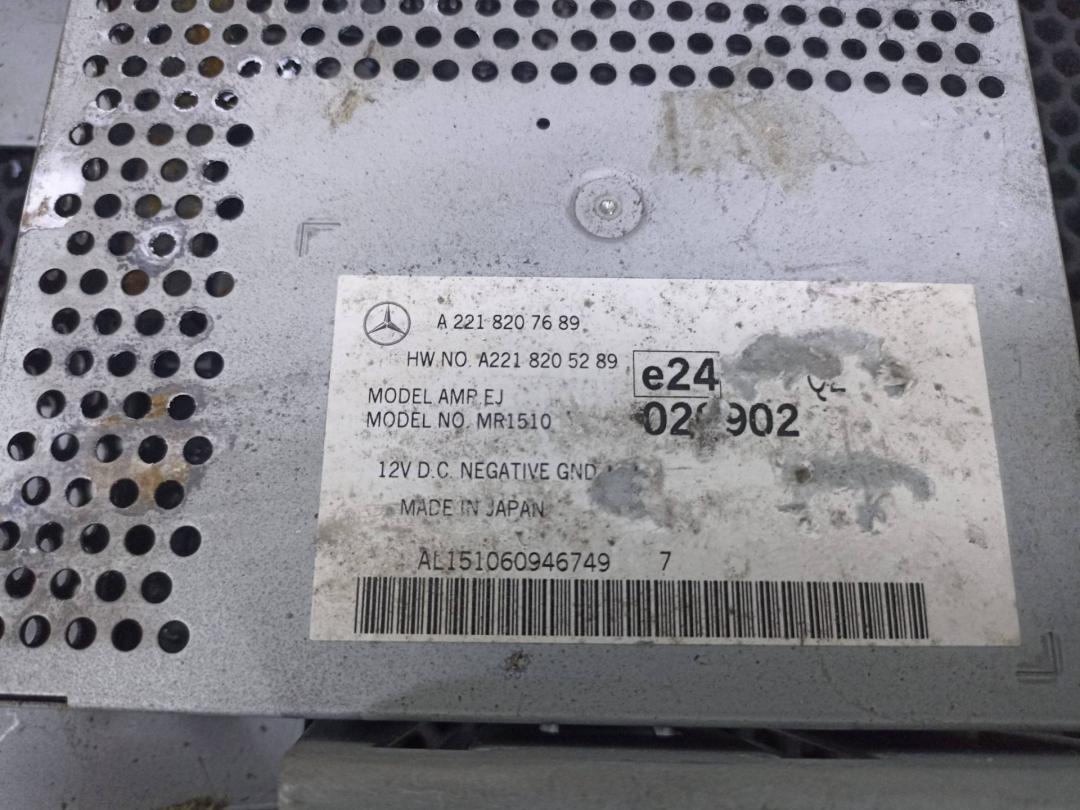 A 221 820 76 89
HW.NO. A221 820 52 89
e24
MODEL AMP EJ
MODEL NO. MR1510
12V D.C. NEGATIVE GND
MADE IN JAPAN
AL151060946749 7